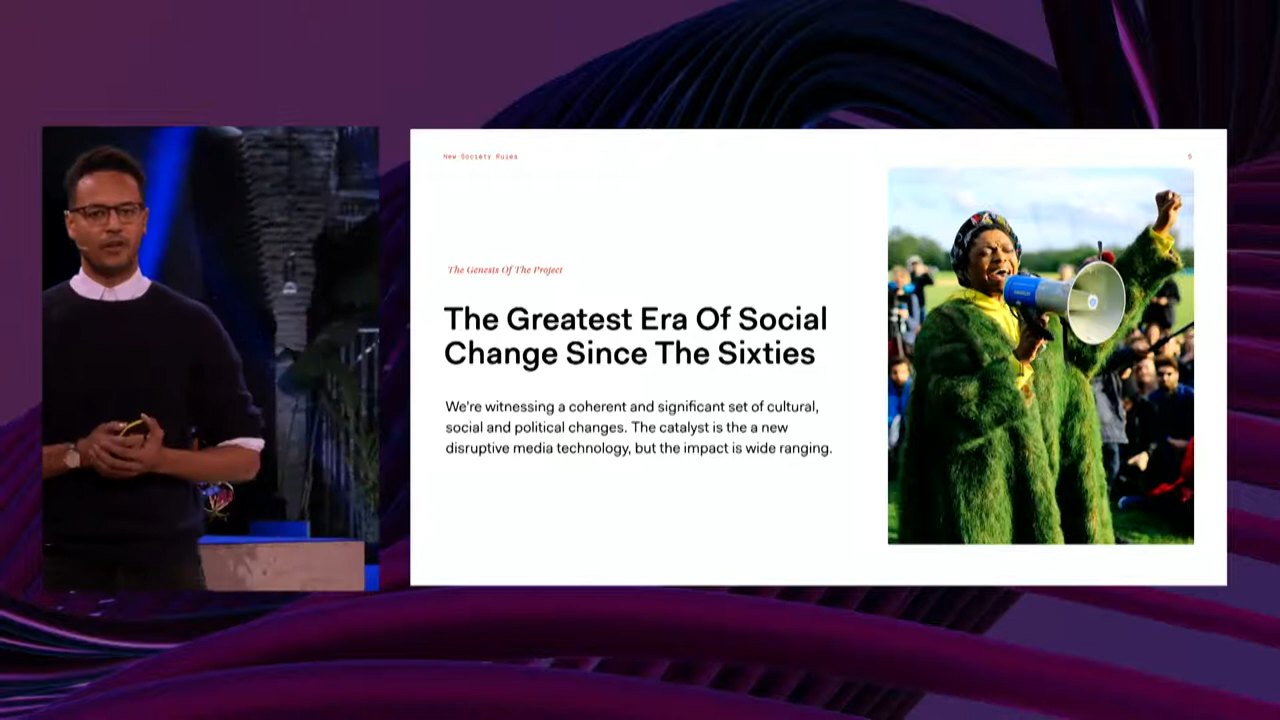 New Society Rules
6
The Genesis Of The Project
The Greatest Era Of Social
Change Since The Sixties
We're witnessing a coherent and significant set of cultural,
social and political changes. The catalyst is the a new
disruptive media technology, but the impact is wide ranging.